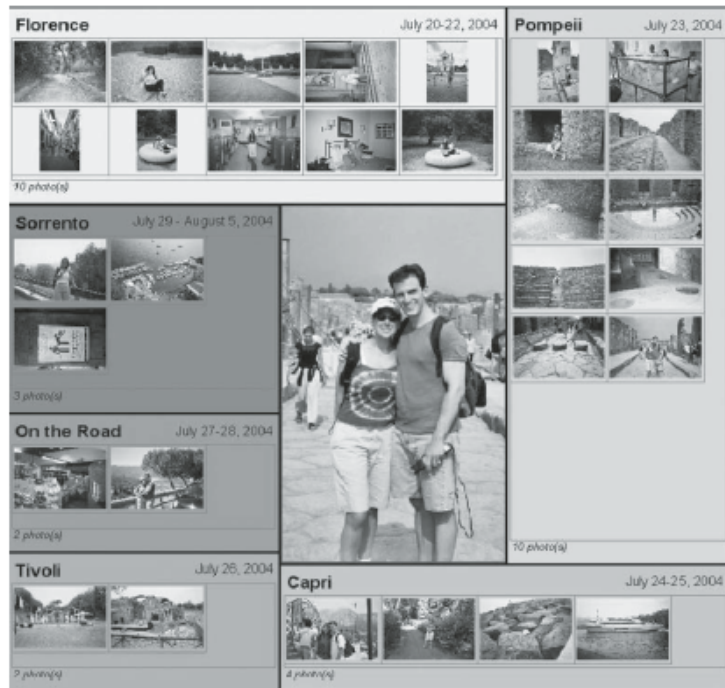 Florence July 20-22, 2004
10 photo(s)
Pompeii July 23, 2004
10 photo(s)
Sorrento July 29 - August 5, 2004
3 photo(s)
On the Road July 27-28, 2004
2 photo(s)
Tivoli July 26, 2004
2 photo(s)
Capri July 24-25, 2004
4 photo(s)